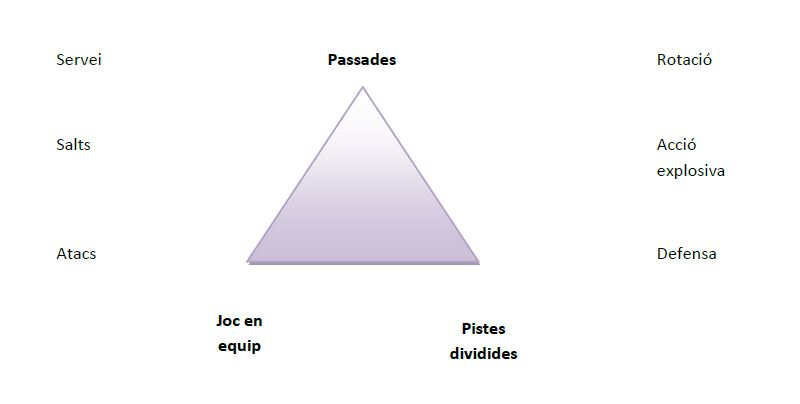 Servei
Passades
Rotació
Salts
Acció
explosiva
Atacs
Defensa
Joc en
equip
Pistes
dividides